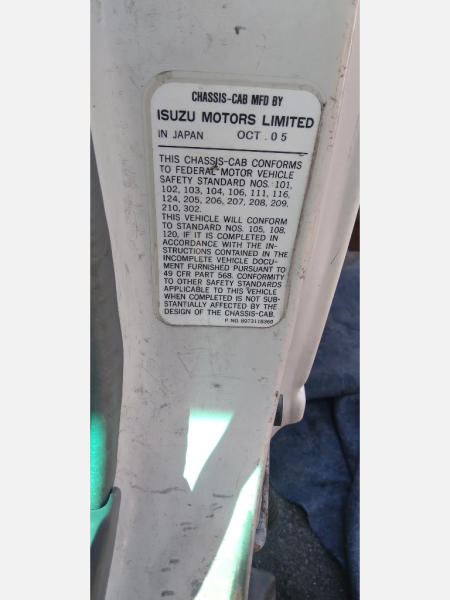 CHASSIS-CAB MFD BY
ISUZU MOTORS LIMITED
IN JAPAN OCT.05
THIS CHASSIS-CAB CONFORMS
TO FEDERAL MOTOR VEHICLE
SAFETY STANDARD NOS. 101,
102, 103, 104, 106, 111, 116,
124, 205, 206, 207, 208, 209,
210, 302.
THIS VEHICLE WILL CONFORM
TO STANDARD NOS. 105, 108,
120, IF IT IS COMPLETED IN
ACCORDANCE WITH THE IN-
STRUCTIONS CONTAINED IN THE
INCOMPLETE VEHICLE DOCU-
MENT FURNISHED PURSUANT TO
49 CFR PART 568. CONFORMITY
TO OTHER SAFETY STANDARDS
APPLICABLE TO THIS VEHICLE
WHEN COMPLETED IS NOT SUB-
STANTIALLY AFFECTED BY THE
DESIGN OF THE CHASSIS-CAB.
P.NO. 8973118360